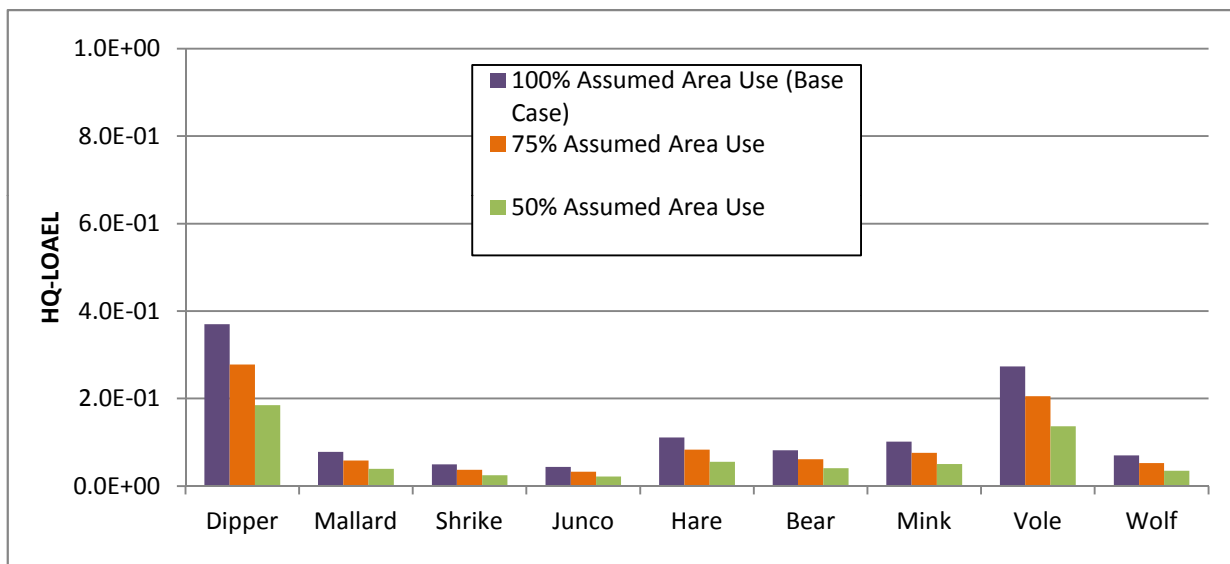 1.0E+00
8.0E-01
6.0E-01
4.0E-01
2.0E-01
0.0E+00
HQ-LOAEL
100% Assumed Area Use (Base
Case)
75% Assumed Area Use
50% Assumed Area Use
Dipper Mallard Shrike Junco Hare Bear Mink Vole Wolf